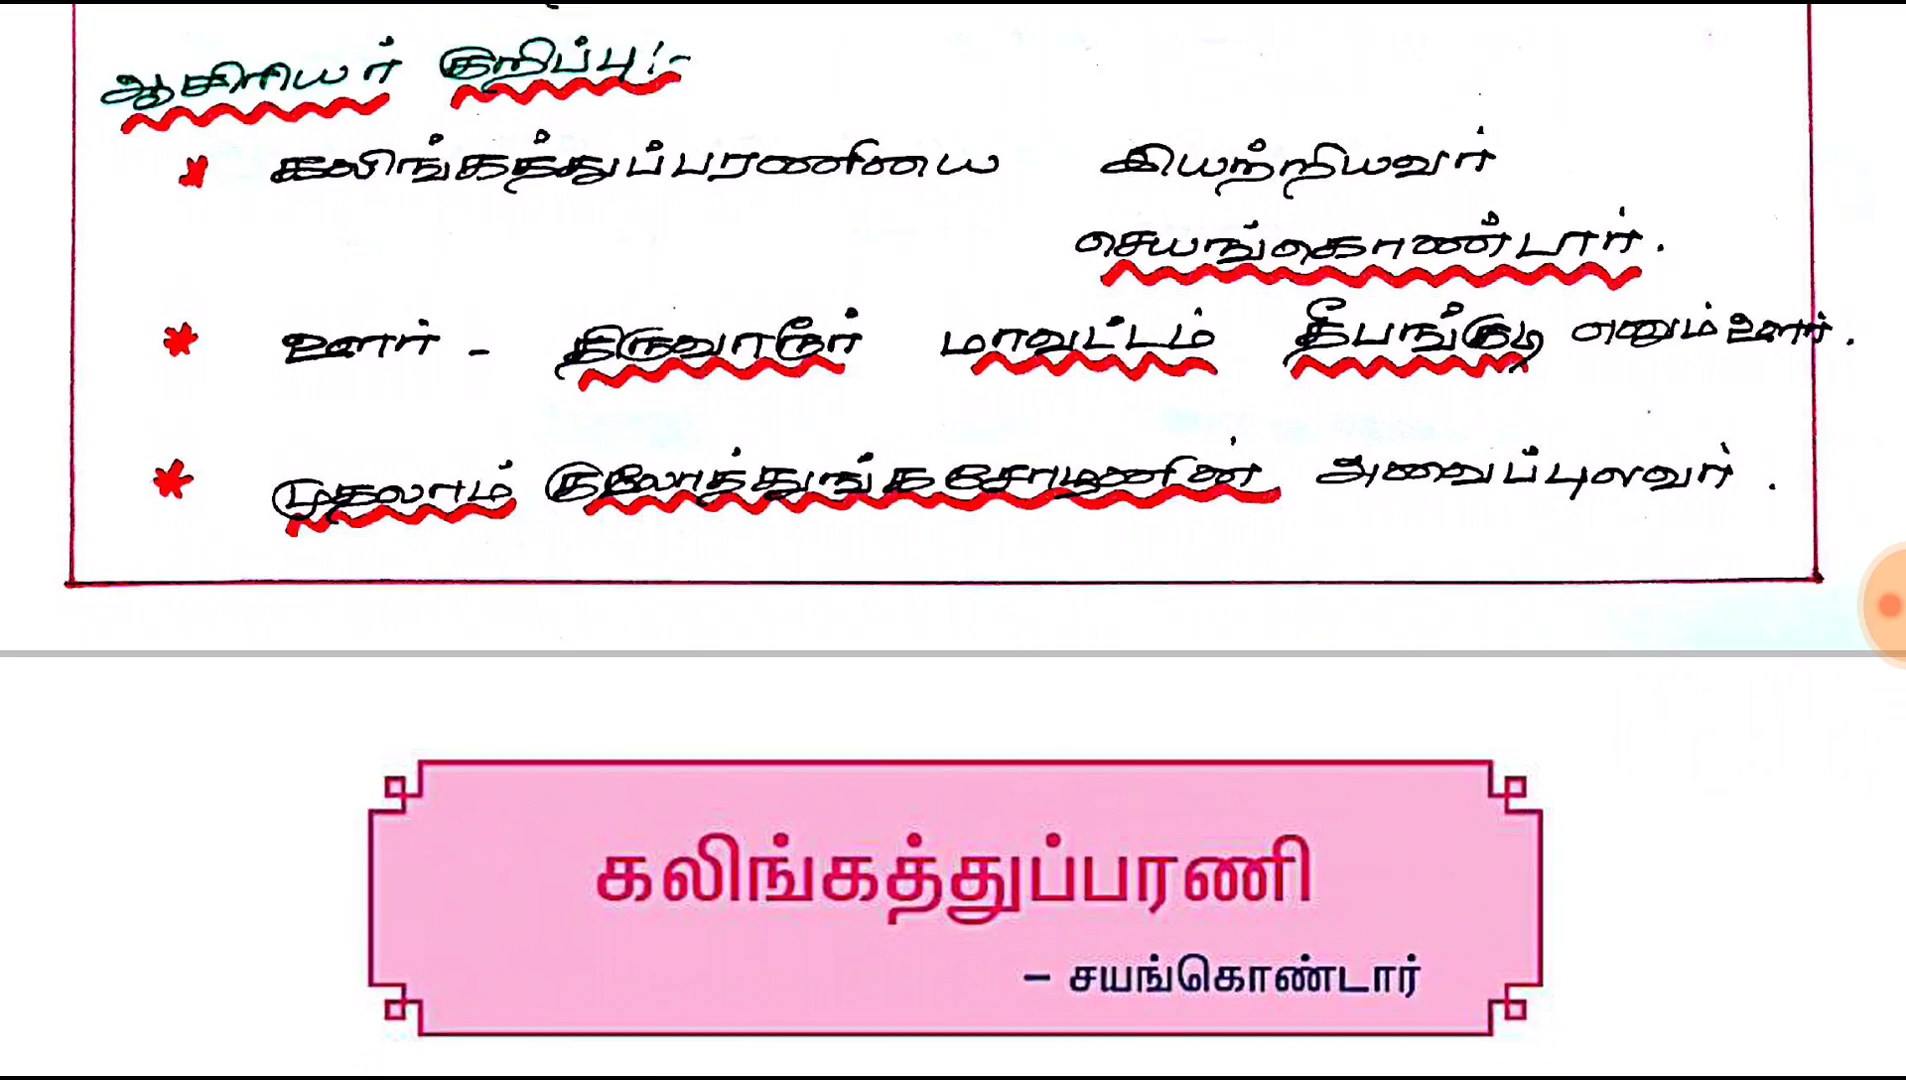 ஆசிரியர் குறிப்பு:-
* கலிங்கத்துப்பரணியை இயற்றியவர்
செயங்கொண்டார்.
* ஊர் - திருவாரூர் மாவட்டம் தீபங்குடி எனும் ஊர்.
* முதலாம் குலோத்துங்கசோழனின் அவைப்புலவர்.
கலிங்கத்துப்பரணி
– சயங்கொண்டார்